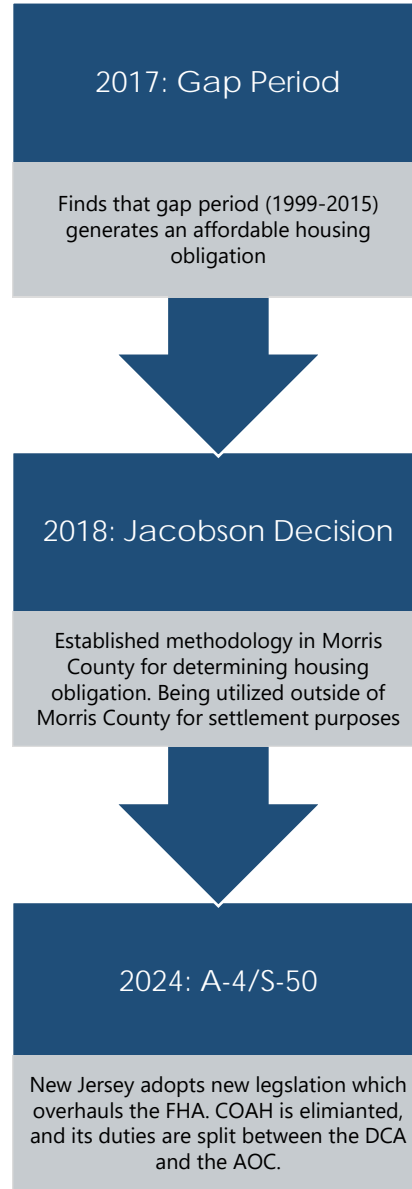 2017: Gap Period
Finds that gap period (1999-2015)
generates an affordable housing
obligation
2018: Jacobson Decision
Established methodology in Morris
County for determining housing
obligation. Being utilized outside of
Morris County for settlement purposes
2024: A-4/S-50
New Jersey adopts new legslation which
overhauls the FHA. COAH is elimianted,
and its duties are split between the DCA
and the AOC.